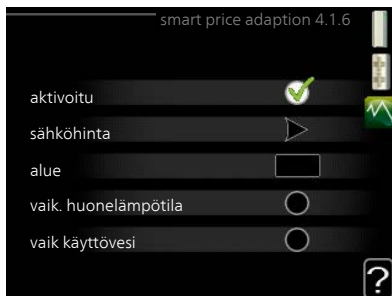 smart price adaption 4.1.6
aktivoitu
sähköhinta
alue
vaik. huonelämpötila
vaik käyttövesi
?